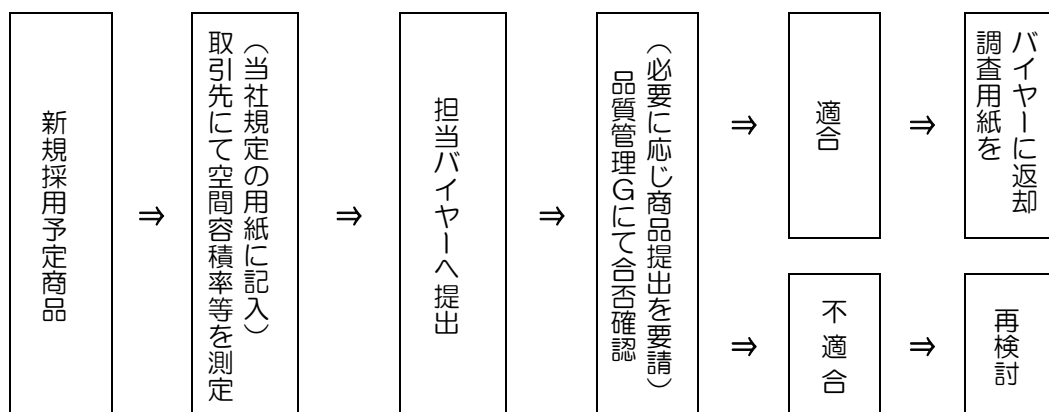 新規採用予定商品
⇒
取引先にて空間容積率等を測定
（当社規定の用紙に記入）
⇒
担当バイヤーへ提出
⇒
品質管理Gにて合否確認
（必要に応じ商品提出を要請）
⇒
適合
⇒
調査用紙を
バイヤーに返却
⇒
不適合
⇒
再検討